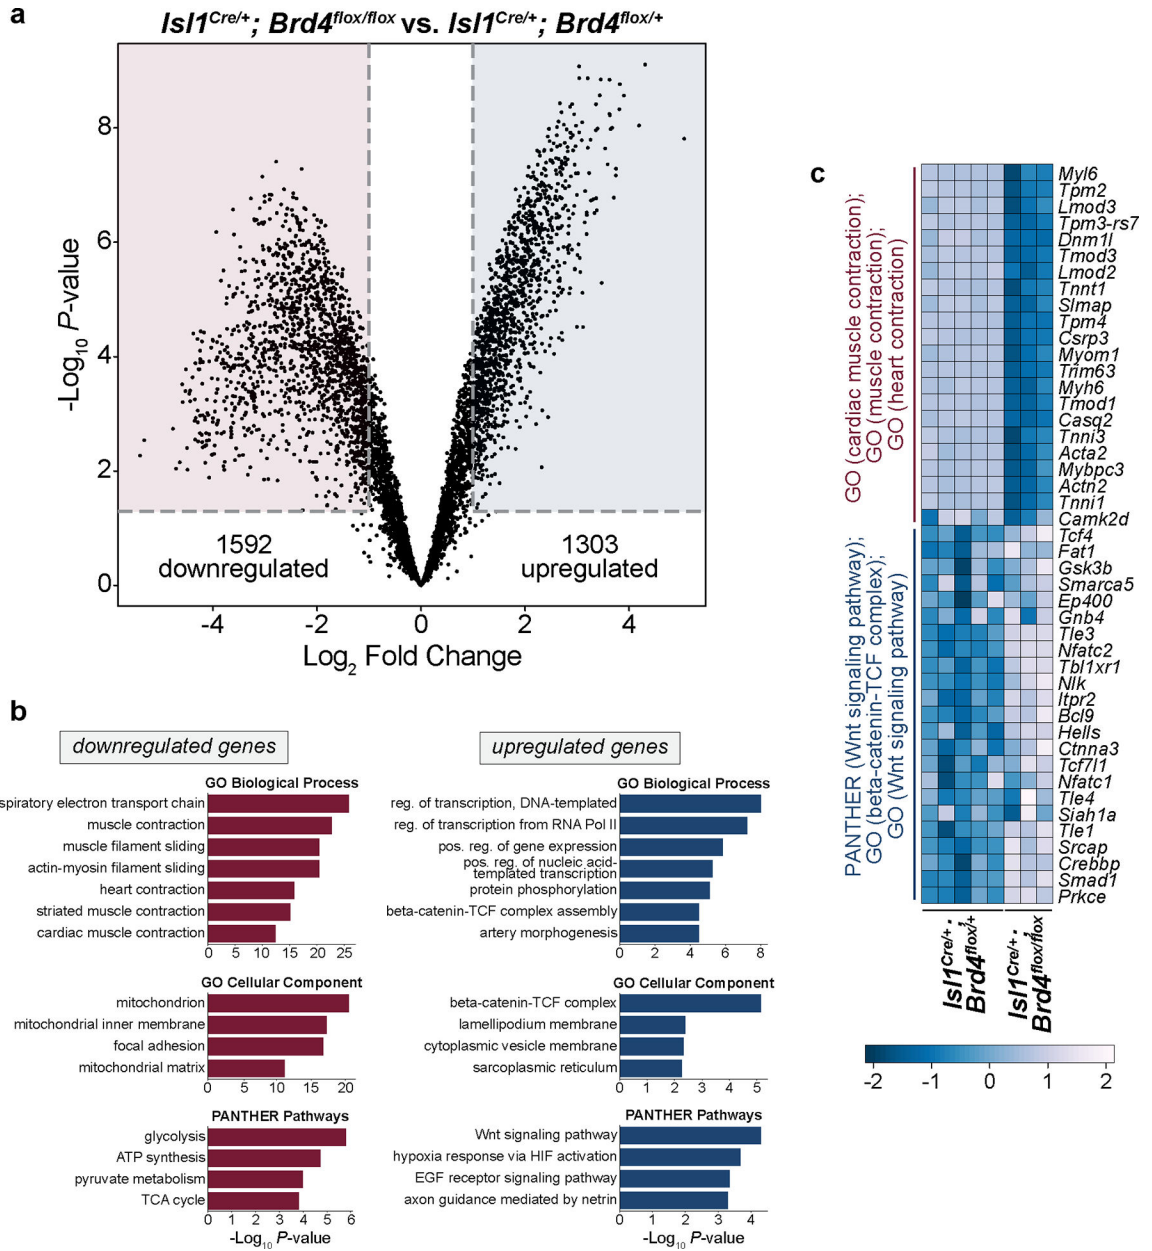 a
Isl1Cre/+; Brd4flox/flox vs. Isl1Cre/+; Brd4flox/+
-Log10 P-value
8
6
4
2
0
1592
downregulated
1303
upregulated
-4 -2 0 2 4
Log2 Fold Change
b
downregulated genes
GO Biological Process
spiratory electron transport chain
muscle contraction
muscle filament sliding
actin-myosin filament sliding
heart contraction
striated muscle contraction
cardiac muscle contraction
0 5 10 15 20 25
GO Cellular Component
mitochondrion
mitochondrial inner membrane
focal adhesion
mitochondrial matrix
0 5 10 15 20
PANTHER Pathways
glycolysis
ATP synthesis
pyruvate metabolism
TCA cycle
0 1 2 3 4 5 6
-Log10 P-value
upregulated genes
GO Biological Process
reg. of transcription, DNA-templated
reg. of transcription from RNA Pol II
pos. reg. of gene expression
pos. reg. of nucleic acid-
templated transcription
protein phosphorylation
beta-catenin-TCF complex assembly
artery morphogenesis
0 2 4 6 8
GO Cellular Component
beta-catenin-TCF complex
lamellipodium membrane
cytoplasmic vesicle membrane
sarcoplasmic reticulum
0 1 2 3 4 5
PANTHER Pathways
Wnt signaling pathway
hypoxia response via HIF activation
EGF receptor signaling pathway
axon guidance mediated by netrin
0 1 2 3 4
-Log10 P-value
c
GO (cardiac muscle contraction);
GO (muscle contraction);
GO (heart contraction)
PANTHER (Wnt signaling pathway);
GO (beta-catenin-TCF complex);
GO (Wnt signaling pathway)
Myl6
Tpm2
Lmod3
Tpm3-rs7
Dnm1l
Tmod3
Lmod2
Tnnt1
Slmap
Tpm4
Csrp3
Myom1
Trim63
Myh6
Tmod1
Casq2
Tnni3
Acta2
Mybpc3
Actn2
Tnni1
Camk2d
Tcf4
Fat1
Gsk3b
Smarca5
Ep400
Gnb4
Tle3
Nfatc2
Tbl1xr1
Nlk
Itpr2
Bcl9
Hells
Ctnna3
Tcf7l1
Nfatc1
Tle4
Siah1a
Tle1
Srcap
Crebbp
Smad1
Prkce
Isl1Cre/+;
Brd4flox/+
Isl1Cre/+;
Brd4flox/flox
-2 -1 0 1 2